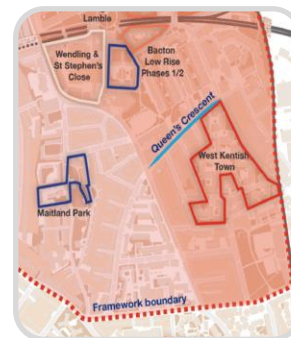 Lamble
Wendling &
St Stephen's
Close
Bacton
Low Rise
Phases 1/2
Queen's Crescent
West Kentish
Town
Maitland Park
Framework boundary